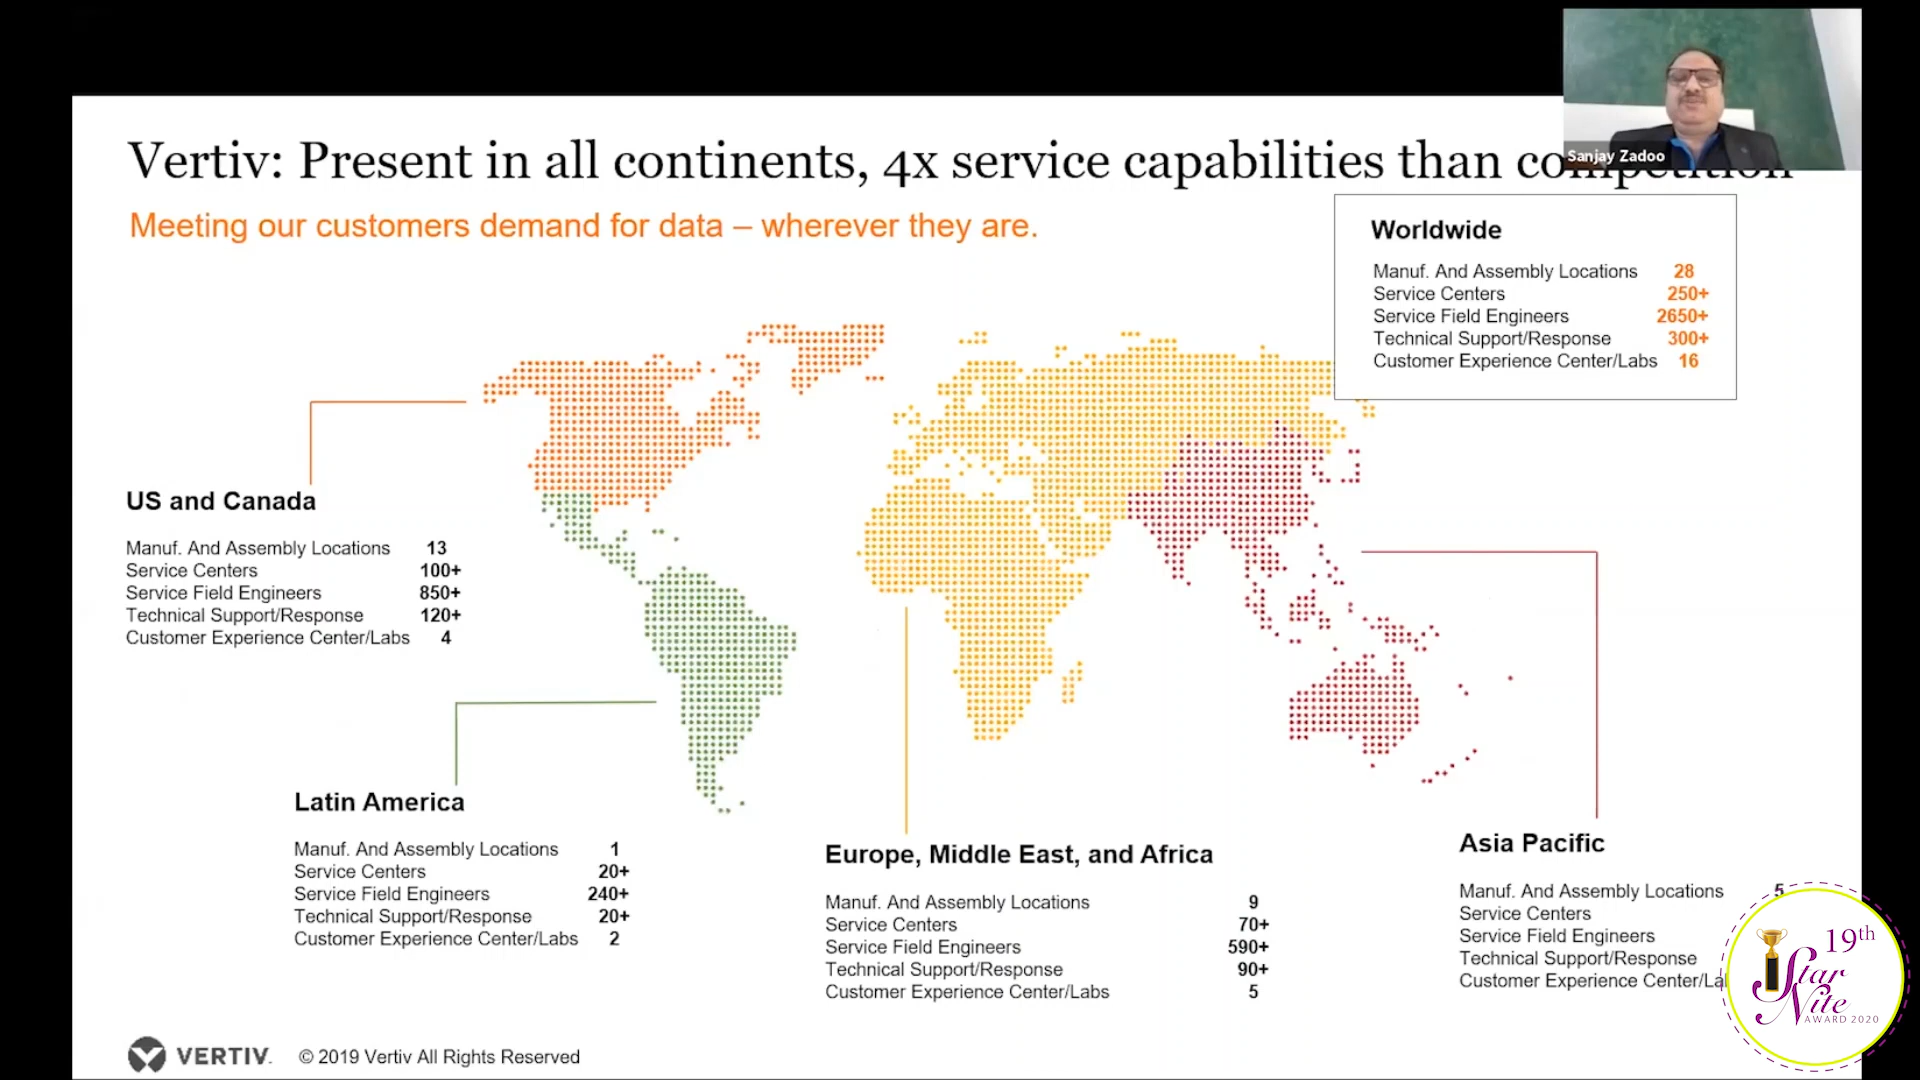 Vertiv: Present in all continents, 4x service capabilities than competition
Sanjay Zadoo
Meeting our customers demand for data – wherever they are.
Worldwide
Manuf. And Assembly Locations 28
Service Centers 250+
Service Field Engineers 2650+
Technical Support/Response 300+
Customer Experience Center/Labs 16
US and Canada
Manuf. And Assembly Locations 13
Service Centers 100+
Service Field Engineers 850+
Technical Support/Response 120+
Customer Experience Center/Labs 4
Latin America
Manuf. And Assembly Locations 1
Service Centers 20+
Service Field Engineers 240+
Technical Support/Response 20+
Customer Experience Center/Labs 2
Europe, Middle East, and Africa
Manuf. And Assembly Locations 9
Service Centers 70+
Service Field Engineers 590+
Technical Support/Response 90+
Customer Experience Center/Labs 5
Asia Pacific
Manuf. And Assembly Locations 5
Service Centers
Service Field Engineers
Technical Support/Response
Customer Experience
19th
Star
Nite
AWARD 2020
VERTIV © 2019 Vertiv All Rights Reserved